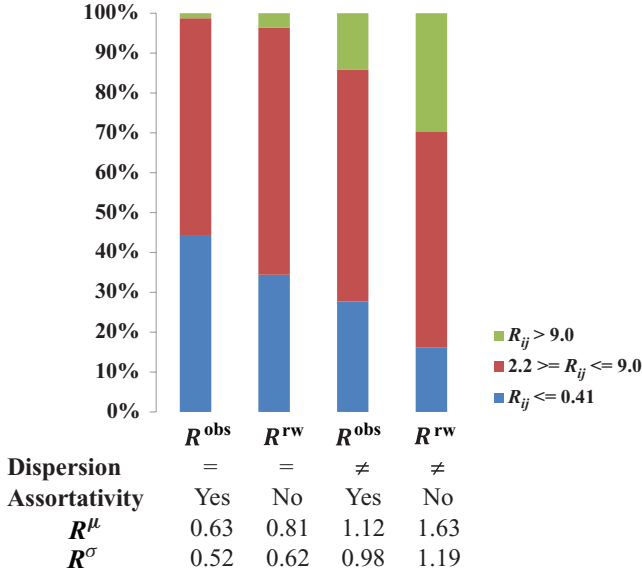 100%
90%
80%
70%
60%
50%
40%
30%
20%
10%
0%
R_ij > 9.0
2.2 >= R_ij <= 9.0
R_ij <= 0.41
R^obs R^rw R^obs R^rw
Dispersion = = ≠ ≠
Assortativity Yes No Yes No
R^μ 0.63 0.81 1.12 1.63
R^σ 0.52 0.62 0.98 1.19